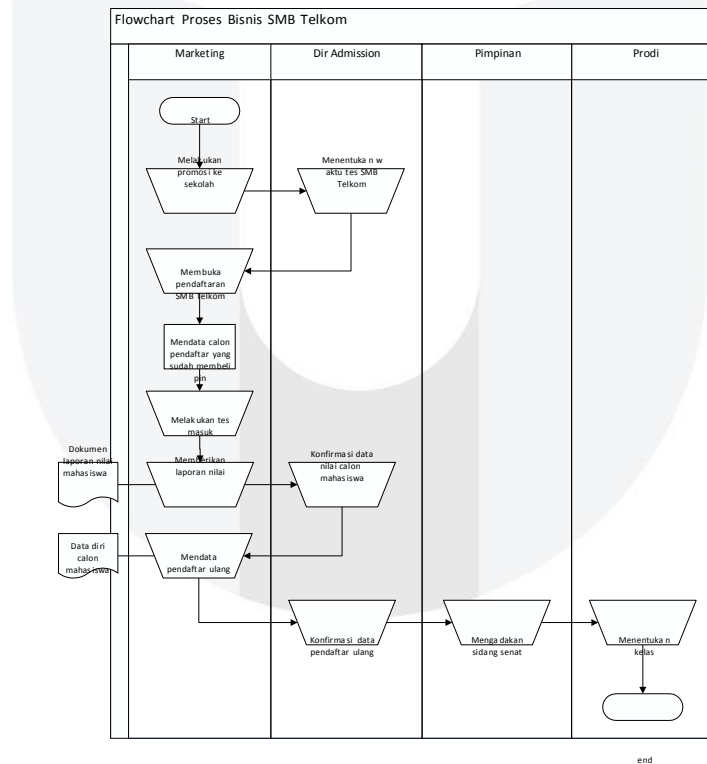 Flowchart Proses Bisnis SMB Telkom
Marketing
Dir Admission
Pimpinan
Prodi
Start
Melakukan
promosi ke
sekolah
Menentuka n w
aktu tes SMB
Telkom
Membuka
pendaftaran
SMB Telkom
Mendata calon
pendaftar yang
sudah membeli
pin
Melakukan tes
masuk
Dokumen
laporan nilai
mahasiswa
Memberikan
laporan nilai
Konfirmasi data
nilai calon
mahasiswa
Data diri
calon
mahasiswa
Mendata
pendaftar ulang
Konfirmasi data
pendaftar ulang
Mengadakan
sidang senat
Menentuka n
kelas
end